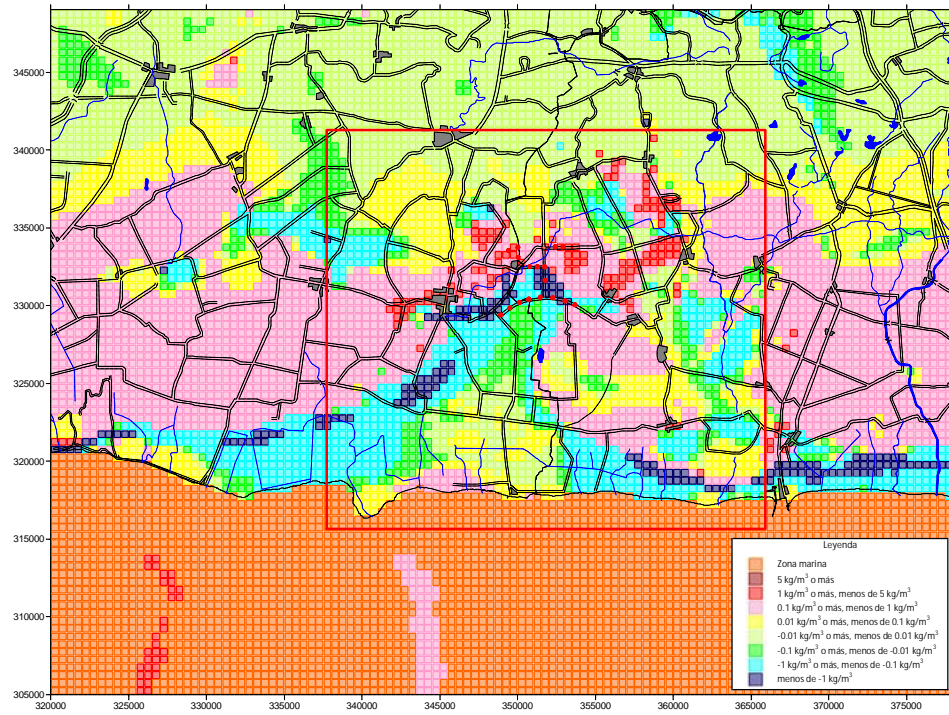 345000
340000
335000
330000
325000
320000
315000
310000
305000
320000 325000 330000 335000 340000 345000 350000 355000 360000 365000 370000 375000
Leyenda
Zona marina
5 kg/m³ o más
1 kg/m³ o más, menos de 5 kg/m³
0.1 kg/m³ o más, menos de 1 kg/m³
0.01 kg/m³ o más, menos de 0.1 kg/m³
-0.01 kg/m³ o más, menos de 0.01 kg/m³
-0.1 kg/m³ o más, menos de -0.01 kg/m³
-1 kg/m³ o más, menos de -0.1 kg/m³
menos de -1 kg/m³